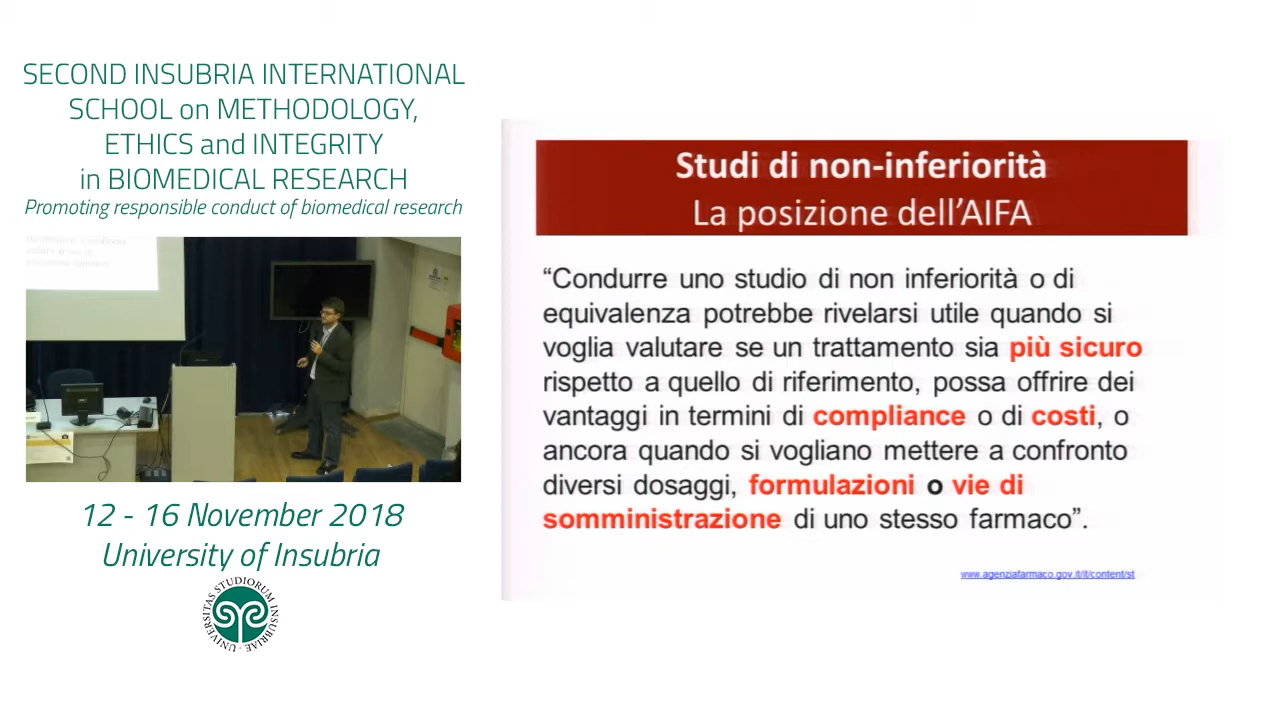 SECOND INSUBRIA INTERNATIONAL
SCHOOL on METHODOLOGY,
ETHICS and INTEGRITY
in BIOMEDICAL RESEARCH
Promoting responsible conduct of biomedical research
12 - 16 November 2018
University of Insubria
UNIVERSITAS STUDIORUM INSUBRIAE
Studi di non-inferiorità
La posizione dell’AIFA
“Condurre uno studio di non inferiorità o di
equivalenza potrebbe rivelarsi utile quando si
voglia valutare se un trattamento sia più sicuro
rispetto a quello di riferimento, possa offrire dei
vantaggi in termini di compliance o di costi, o
ancora quando si vogliano mettere a confronto
diversi dosaggi, formulazioni o vie di
somministrazione di uno stesso farmaco”.
www.agenziafarmaco.gov.it/it/content/st